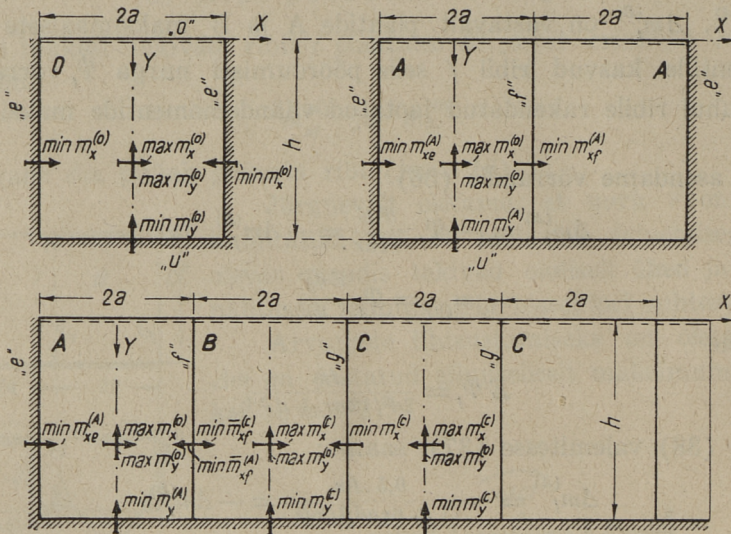 2a
„o"
X
O
Y
„e"
„e"
min m_x^(o)
max m_x^(o)
max m_y^(o)
min m_x^(o)
min m_y^(o)
„u"
h
2a
2a
X
A
Y
A
„e"
„f"
„e"
min m_xe^(A)
max m_x^(o)
min m_xf^(A)
max m_y^(o)
min m_y^(A)
„u"
2a
2a
2a
2a
X
A
Y
B
C
C
„e"
„f"
„g"
„g"
h
min m_xe^(A)
max m_x^(o)
min m̅_xf^(c)
max m_x^(c)
min m_x^(c)
max m_x^(c)
max m_y^(o)
min m̅_xf^(A)
max m_y^(o)
max m_y^(o)
min m_y^(A)
min m_y^(c)
min m_y^(c)